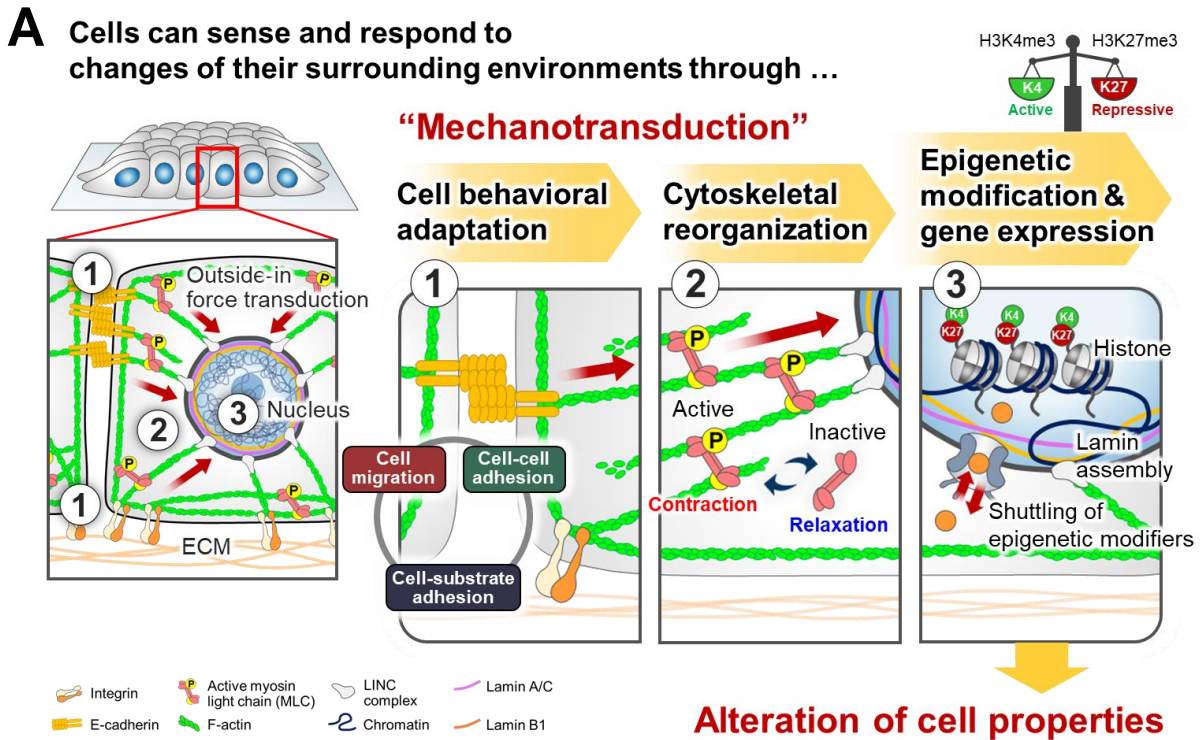 A
Cells can sense and respond to
changes of their surrounding environments through ...
H3K4me3
H3K27me3
K4
K27
Active
Repressive
“Mechanotransduction”
Cell behavioral
adaptation
Cytoskeletal
reorganization
Epigenetic
modification &
gene expression
1
Outside-in
force transduction
P
P
P
P
P
2
3
Nucleus
1
ECM
1
Cell
migration
Cell-cell
adhesion
Cell-substrate
adhesion
2
P
P
P
Active
Inactive
Contraction
Relaxation
3
K4
K27
K4
K27
K4
K27
Histone
Lamin
assembly
Shuttling of
epigenetic modifiers
Integrin
E-cadherin
P
Active myosin
light chain (MLC)
F-actin
LINC
complex
Chromatin
Lamin A/C
Lamin B1
Alteration of cell properties